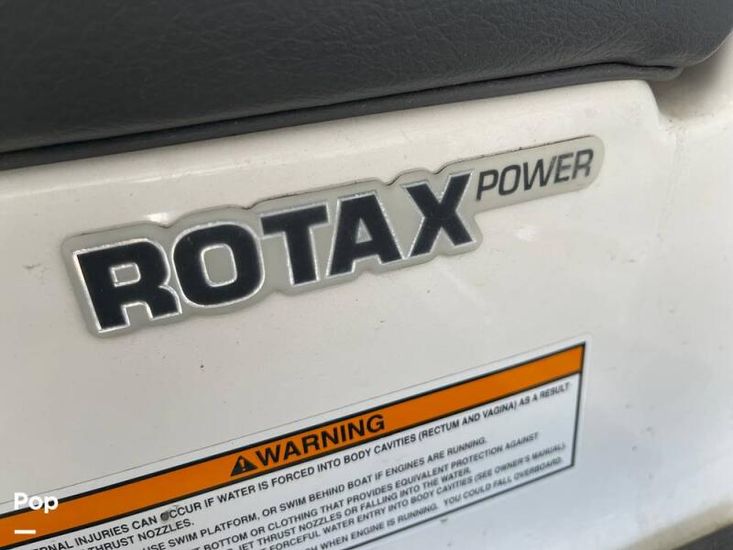 ROTAX POWER
WARNING
INJURIES CAN OCCUR IF WATER IS FORCED INTO BODY CAVITIES (RECTUM AND VAGINA) AS A RESULT
THRUST NOZZLES.
USE SWIM PLATFORM, OR SWIM BEHIND BOAT IF ENGINES ARE RUNNING.
BOTTOM OR CLOTHING THAT PROVIDES EQUIVALENT PROTECTION AGAINST
FORCEFUL WATER ENTRY INTO BODY CAVITIES (SEE OWNER'S MANUAL).
JET THRUST NOZZLES OR FALLING INTO THE WATER.
WHEN ENGINE IS RUNNING. YOU COULD FALL OVERBOARD.
Pop